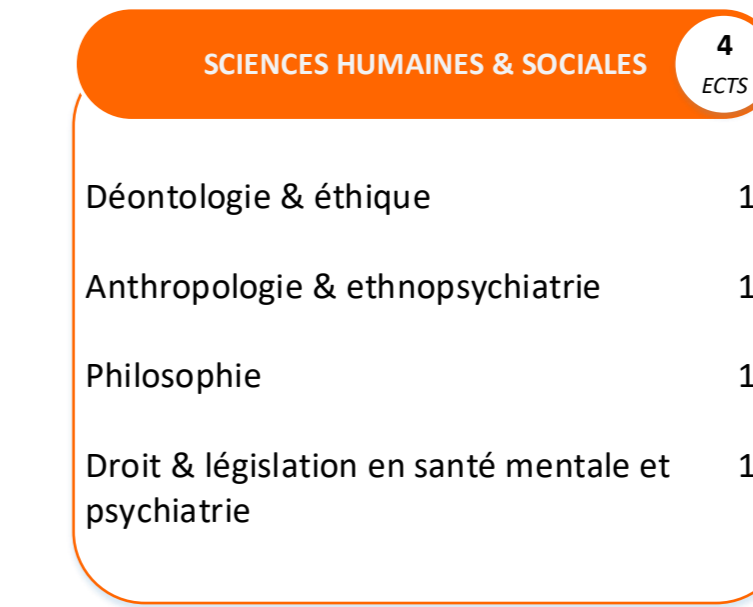 SCIENCES HUMAINES & SOCIALES 4
ECTS
Déontologie & éthique 1
Anthropologie & ethnopsychiatrie 1
Philosophie 1
Droit & législation en santé mentale et 1
psychiatrie